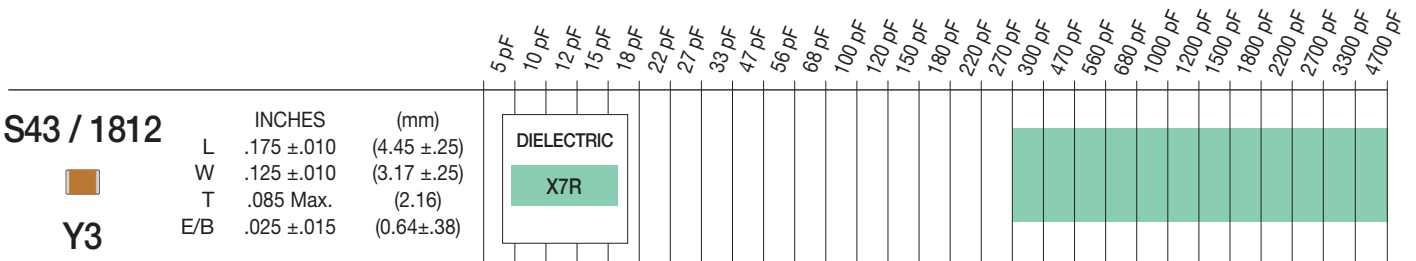 5 pF 10 pF 12 pF 15 pF 18 pF 22 pF 27 pF 33 pF 47 pF 56 pF 68 pF 100 pF 120 pF 150 pF 180 pF 220 pF 270 pF 300 pF 470 pF 560 pF 680 pF 1000 pF 1200 pF 1500 pF 1800 pF 2200 pF 2700 pF 3300 pF 4700 pF
S43 / 1812
Y3
INCHES (mm)
L .175 ±.010 (4.45 ±.25)
W .125 ±.010 (3.17 ±.25)
T .085 Max. (2.16)
E/B .025 ±.015 (0.64±.38)
DIELECTRIC
X7R